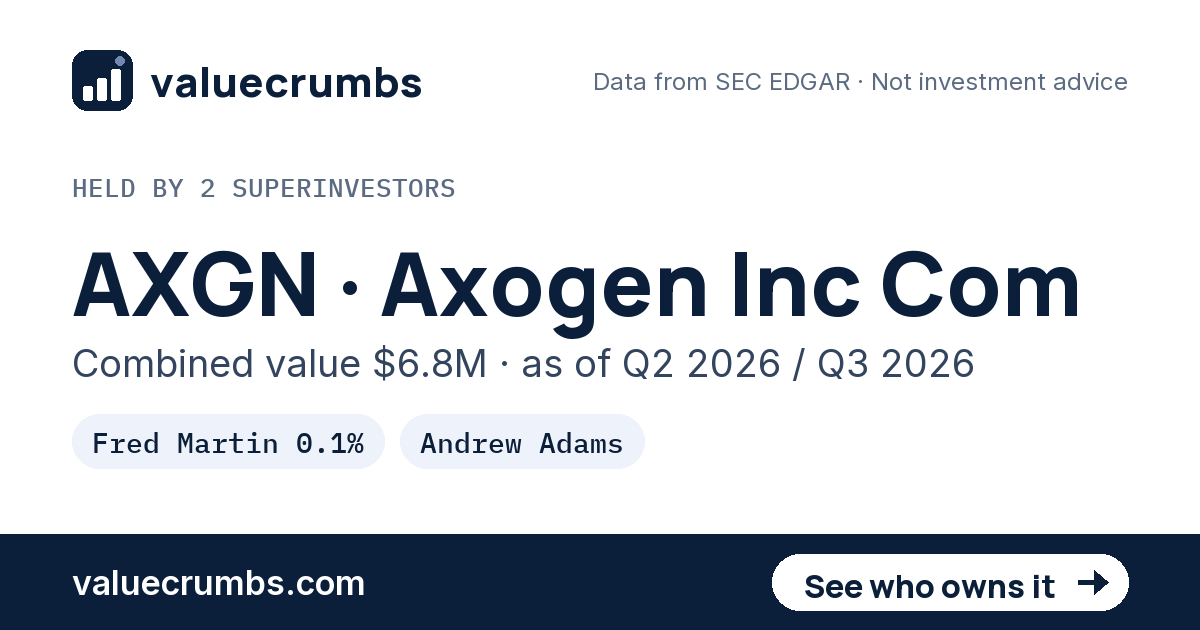 valuecrumbs
Data from SEC EDGAR · Not investment advice
HELD BY 2 SUPERINVESTORS
AXGN · Axogen Inc Com
Combined value $6.8M · as of Q2 2026 / Q3 2026
Fred Martin 0.1%
Andrew Adams
valuecrumbs.com
See who owns it →